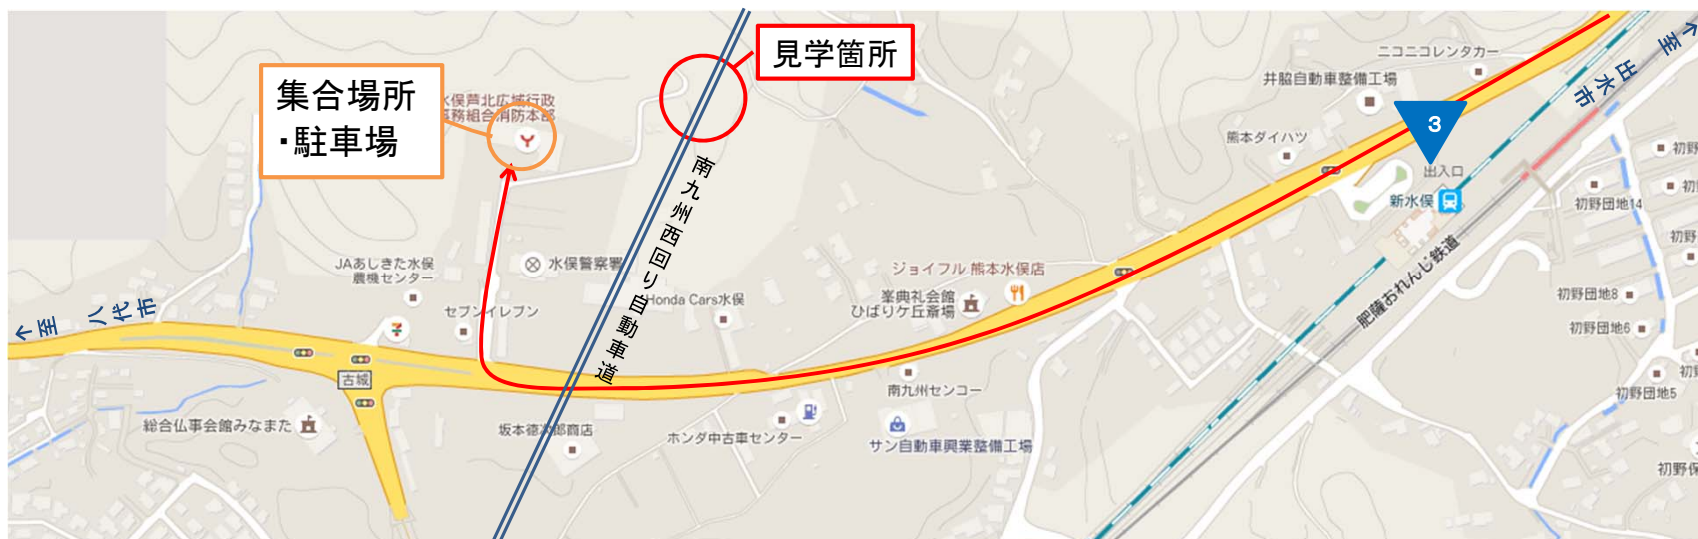 見学箇所
集合場所
・駐車場
水俣芦北広域行政
事務組合消防本部
ニコニコレンタカー
井脇自動車整備工場
熊本ダイハツ
3
出入口
新水俣
↑至 出水市
初野団地14
初野団地8
初野団地6
初野団地5
肥薩おれんじ鉄道
南九州西回り自動車道
水俣警察署
JAあしきた水俣
農機センター
セブンイレブン
Honda Cars水俣
ジョイフル 熊本水俣店
峯典礼会館
ひばりケ丘斎場
↑至 八代市
古城
総合仏事会館みなまた
坂本徳次郎商店
ホンダ中古車センター
南九州センコー
サン自動車興業整備工場